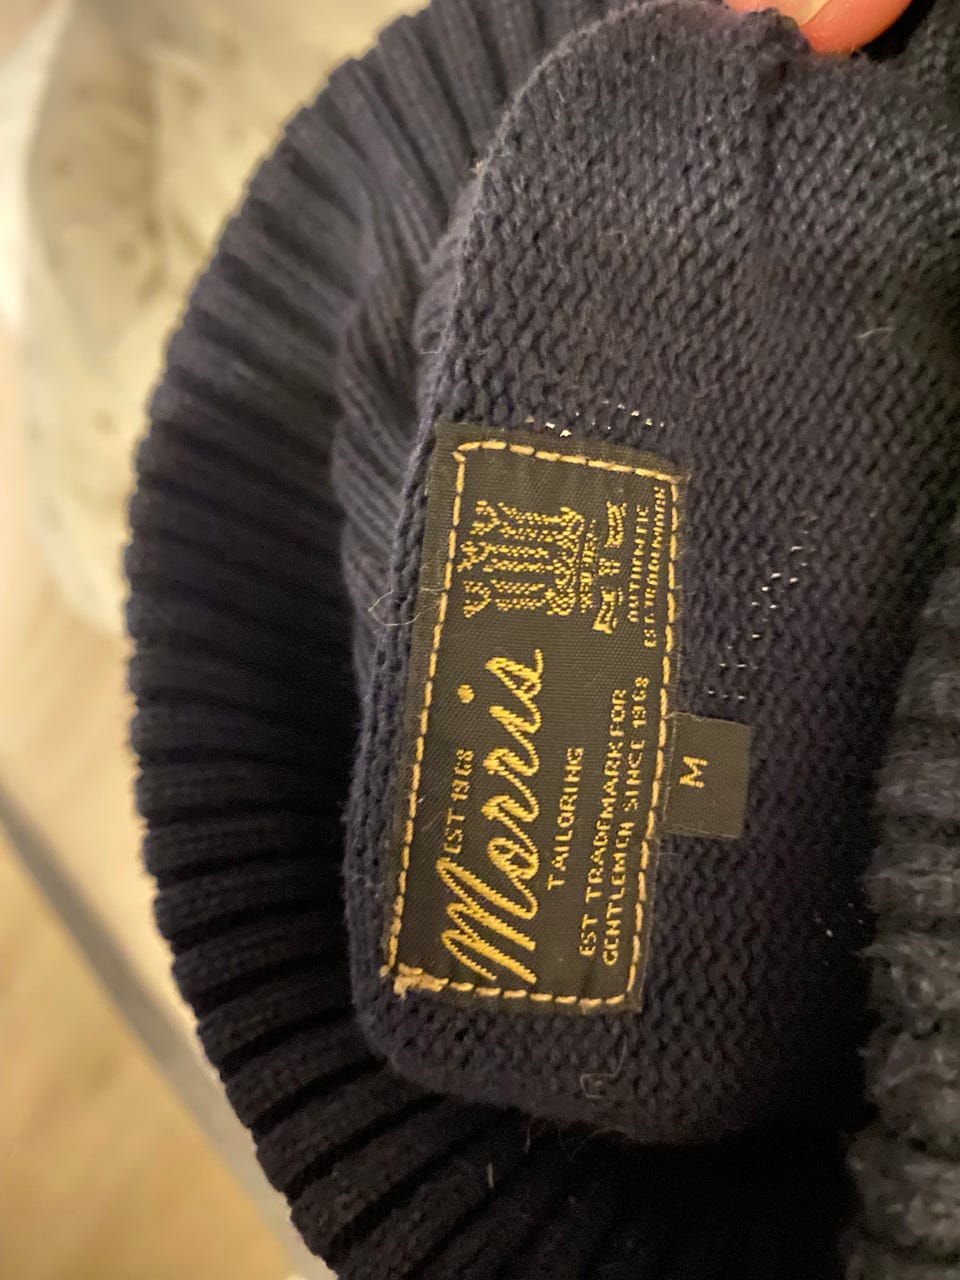 EST 1968
Morris
TAILORING
EST TRADEMARK FOR
GENTLEMEN SINCE 1968
AUTHENTIC
M